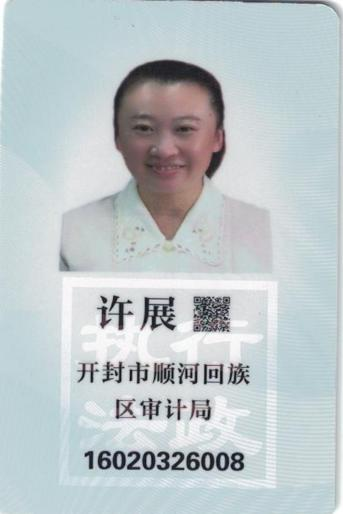 许展
开封市顺河回族
区审计局
16020326008
执行
法政